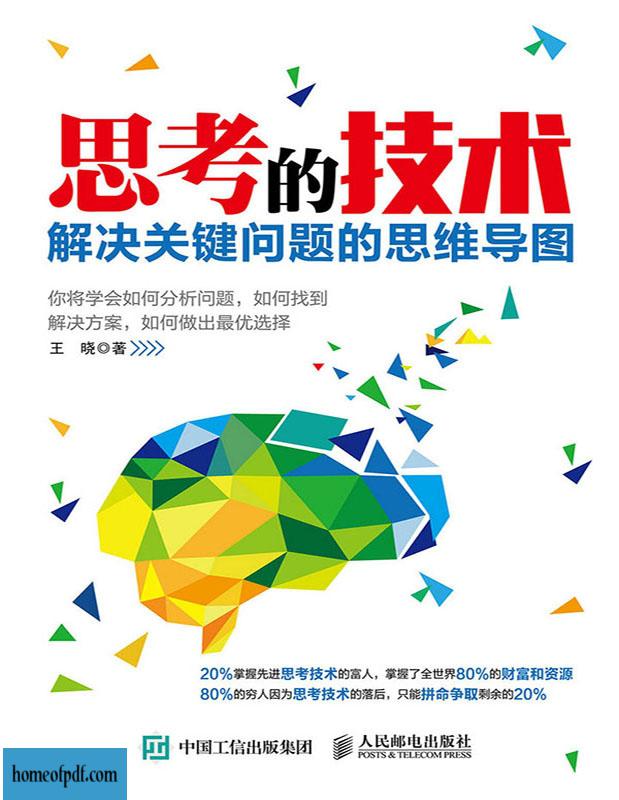 思考的技术
解决关键问题的思维导图
你将学会如何分析问题，如何找到
解决方案，如何做出最优选择
王 晓◎著
20%掌握先进思考技术的富人，掌握了全世界80%的财富和资源
80%的穷人因为思考技术的落后，只能拼命争取剩余的20%
中国工信出版集团
人民邮电出版社
POSTS & TELECOM PRESS
homeofpdf.com